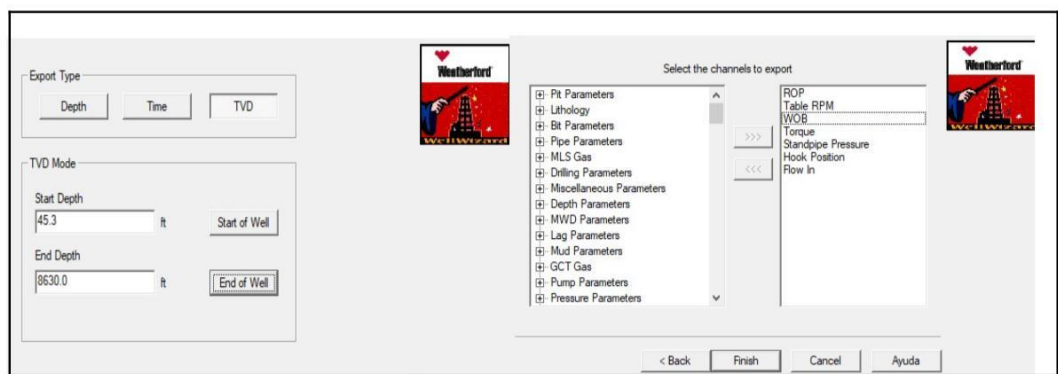 Export Type
Depth Time TVD
TVD Mode
Start Depth
45.3 ft Start of Well
End Depth
8630.0 ft End of Well
Weatherford
WellWizard
Select the channels to export
Pit Parameters
Lithology
Bit Parameters
Pipe Parameters
MLS Gas
Drilling Parameters
Miscellaneous Parameters
Depth Parameters
MWD Parameters
Lag Parameters
Mud Parameters
GCT Gas
Pump Parameters
Pressure Parameters
>>>
<<<
ROP
Table RPM
WOB
Torque
Standpipe Pressure
Hook Position
Flow In
Weatherford
WellWizard
< Back Finish Cancel Ayuda